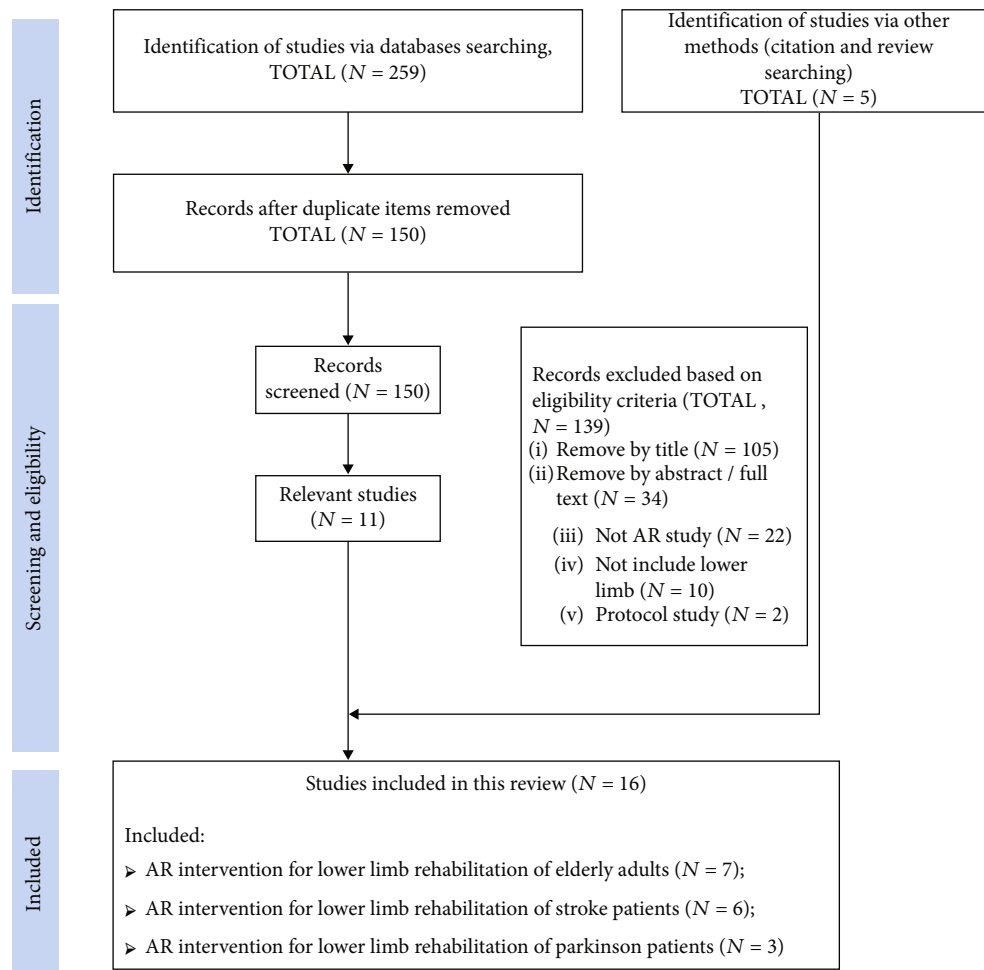 Identification
Identification of studies via databases searching,
TOTAL (N = 259)
Identification of studies via other
methods (citation and review
searching)
TOTAL (N = 5)
Records after duplicate items removed
TOTAL (N = 150)
Screening and eligibility
Records
screened (N = 150)
Relevant studies
(N = 11)
Records excluded based on
eligibility criteria (TOTAL ,
N = 139)
(i) Remove by title (N = 105)
(ii) Remove by abstract / full
text (N = 34)
(iii) Not AR study (N = 22)
(iv) Not include lower
limb (N = 10)
(v) Protocol study (N = 2)
Included
Studies included in this review (N = 16)
Included:
➢ AR intervention for lower limb rehabilitation of elderly adults (N = 7);
➢ AR intervention for lower limb rehabilitation of stroke patients (N = 6);
➢ AR intervention for lower limb rehabilitation of parkinson patients (N = 3)